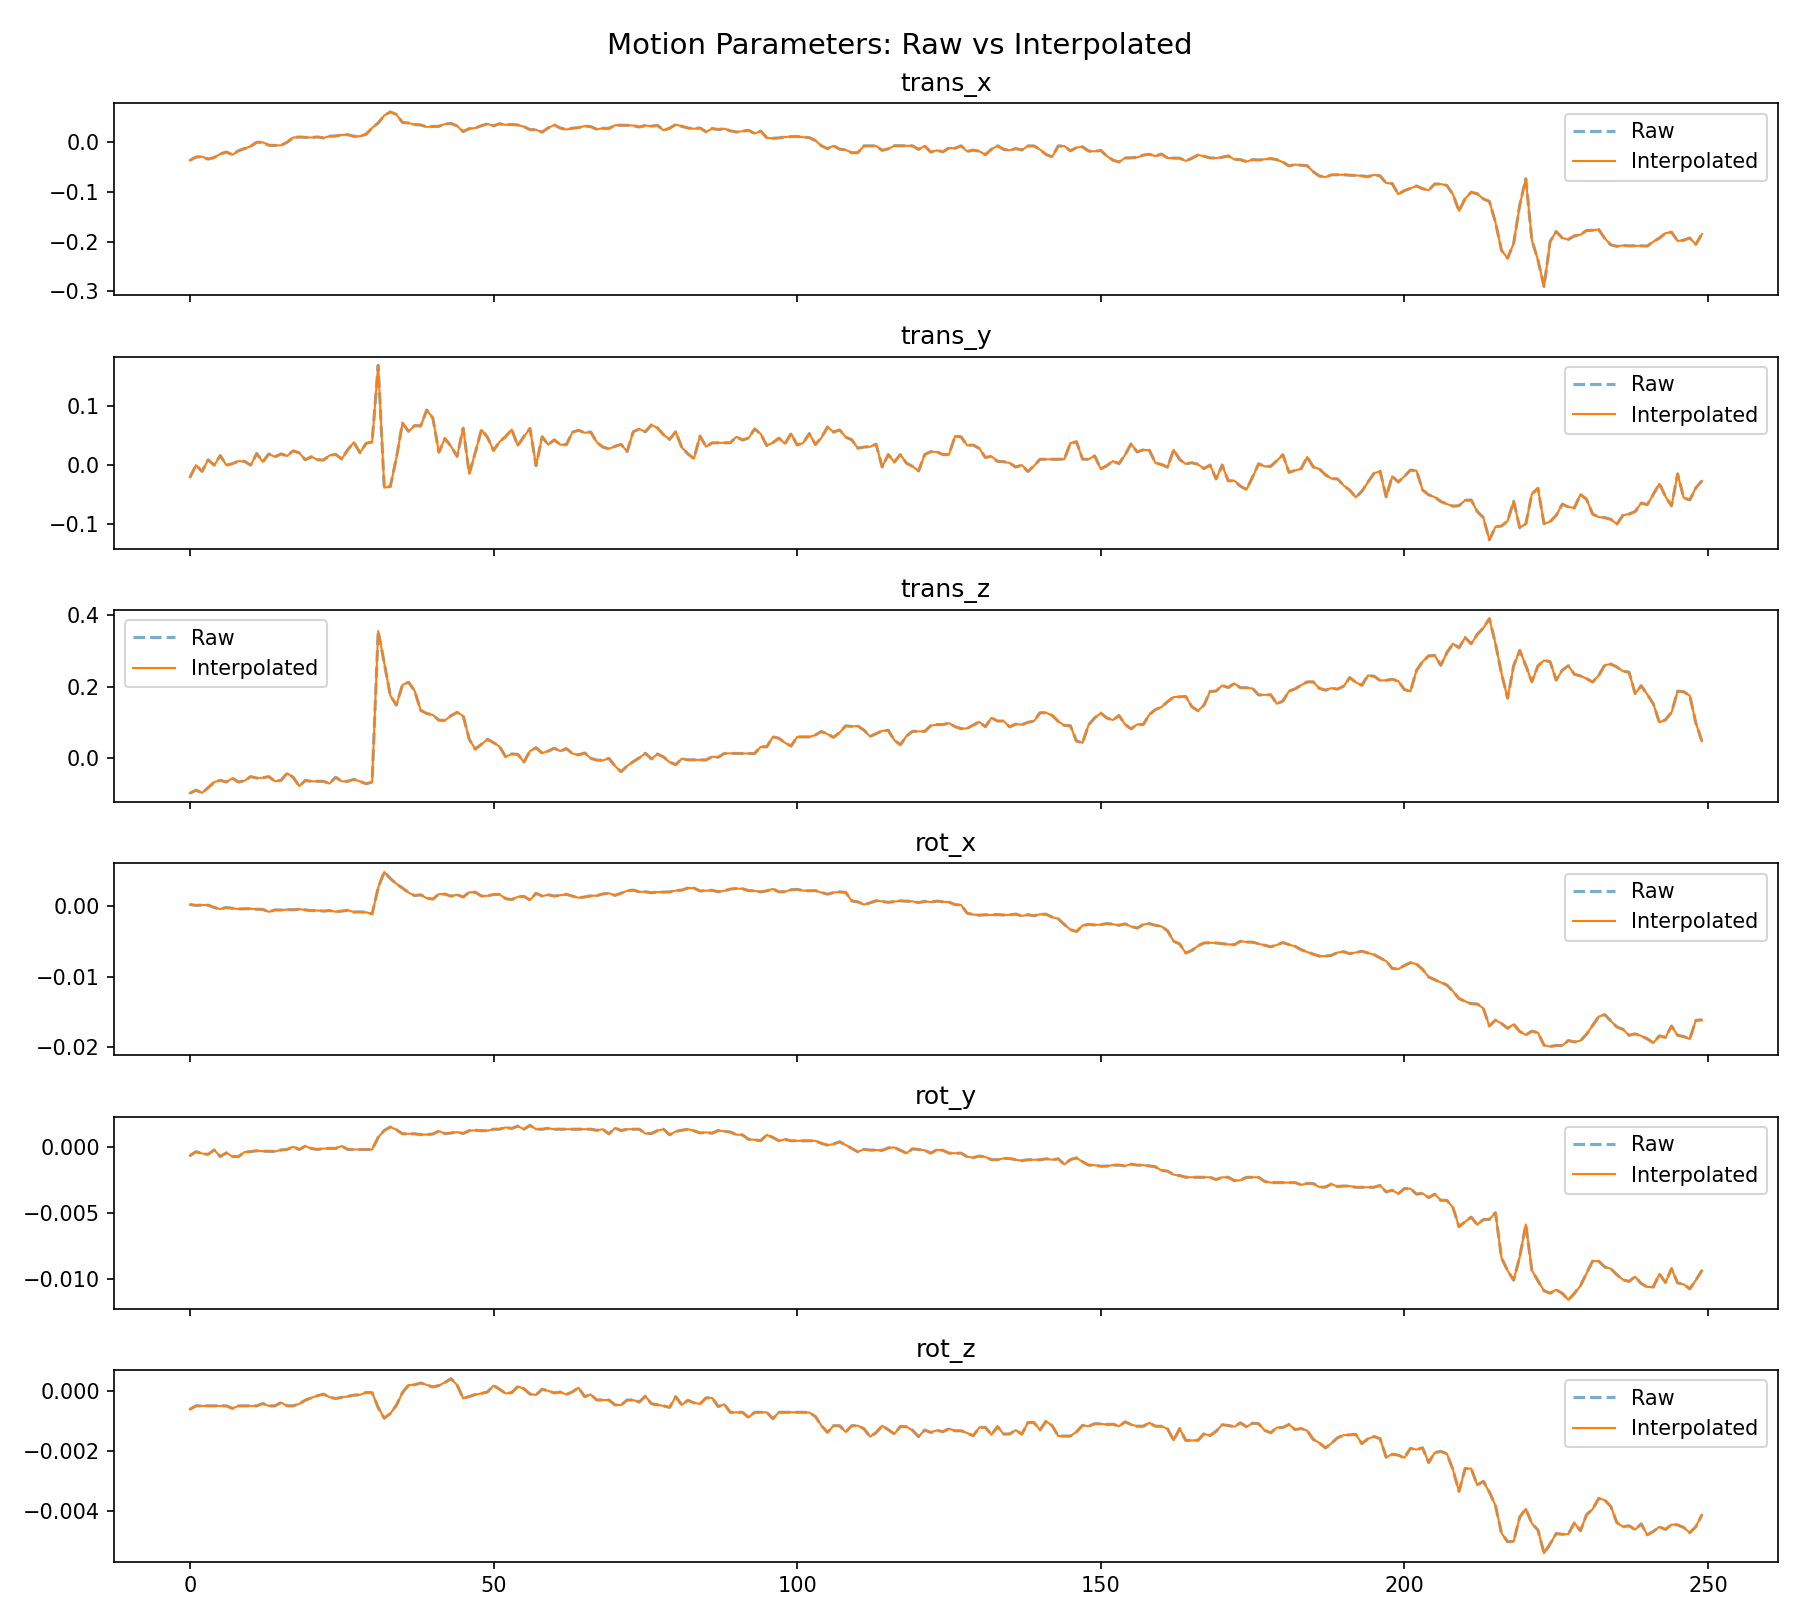 Motion Parameters: Raw vs Interpolated
trans_x
0.0
−0.1
−0.2
−0.3
Raw
Interpolated
trans_y
0.1
0.0
−0.1
Raw
Interpolated
trans_z
0.4
0.2
0.0
Raw
Interpolated
rot_x
0.00
−0.01
−0.02
Raw
Interpolated
rot_y
0.000
−0.005
−0.010
Raw
Interpolated
rot_z
0.000
−0.002
−0.004
Raw
Interpolated
0 50 100 150 200 250